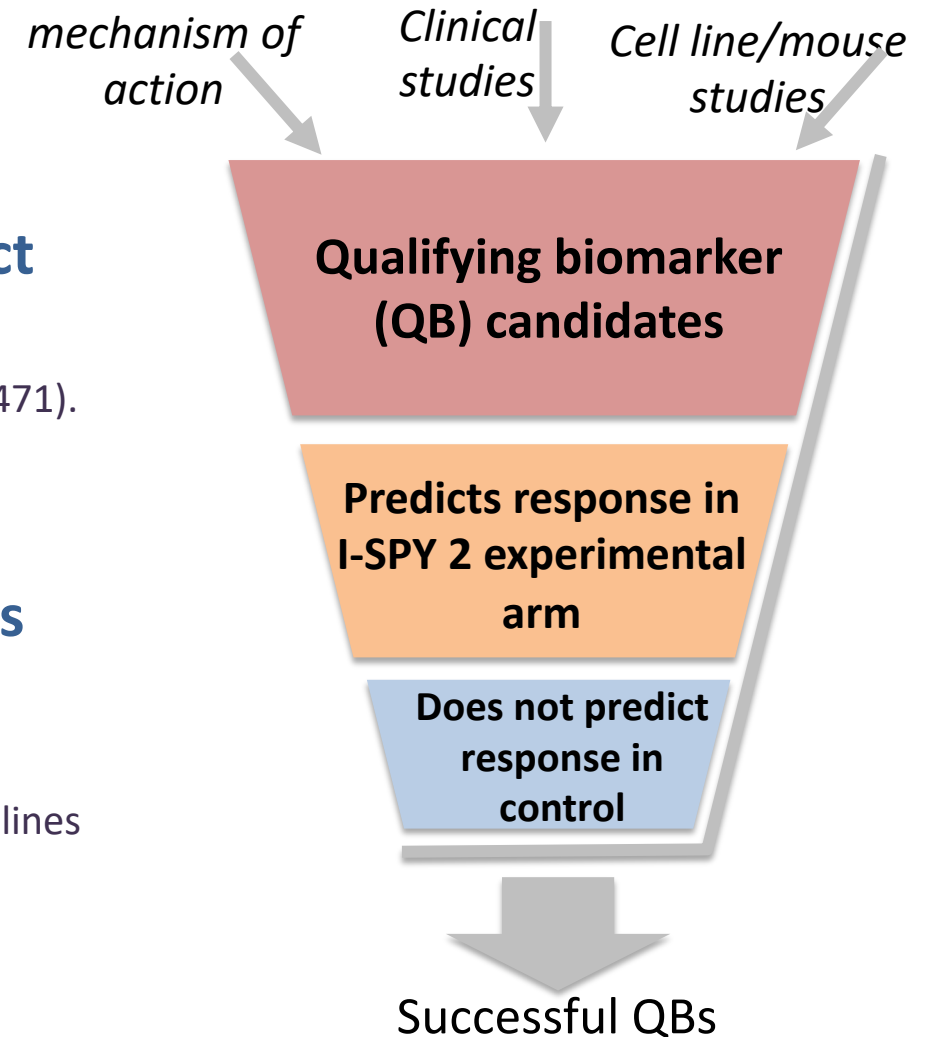 mechanism of
action
Clinical
studies
Cell line/mouse
studies
ct
471).
s
lines
Qualifying biomarker
(QB) candidates
Predicts response in
I-SPY 2 experimental
arm
Does not predict
response in
control
Successful QBs